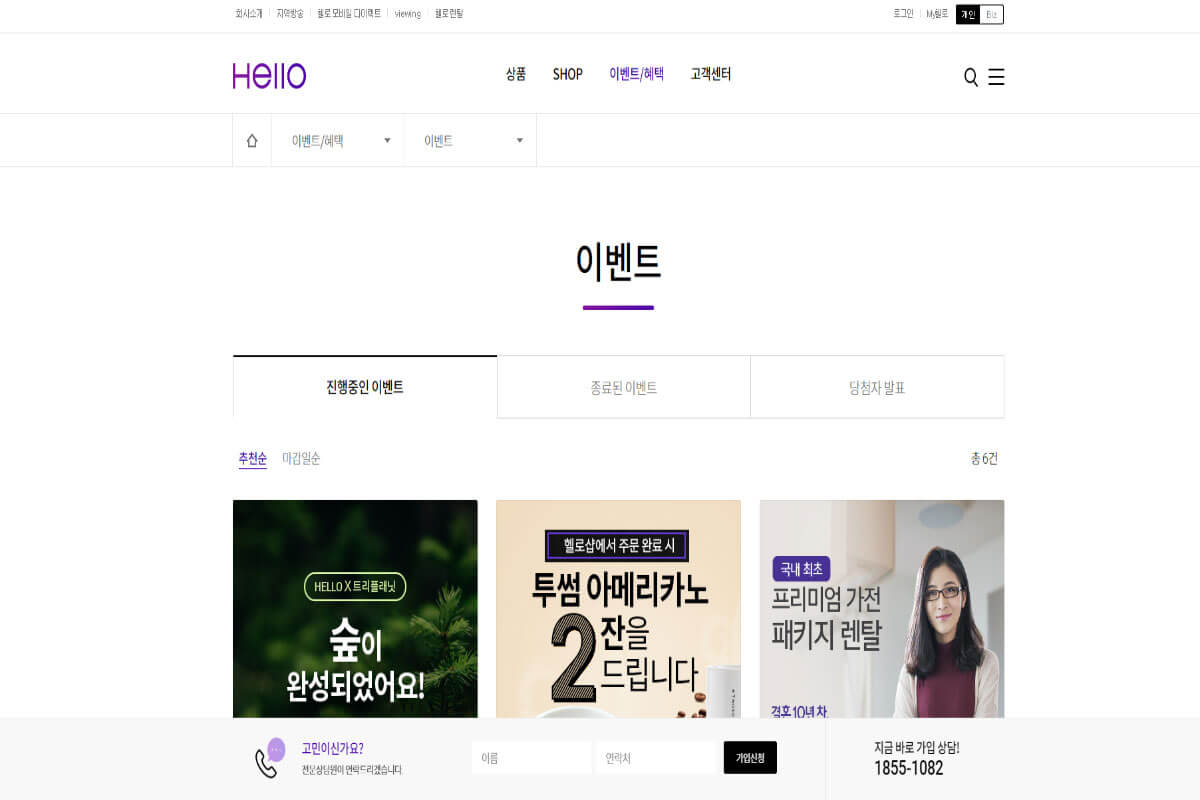 회사소개 지역방송 헬로모바일 다이렉트 viewing 헬로렌탈
로그인 My헬로 개인 Biz
Hello
상품 SHOP 이벤트/혜택 고객센터
이벤트/혜택 이벤트
이벤트
진행중인 이벤트 종료된 이벤트 당첨자 발표
추천순 마감일순
총 6건
HELLO X 트리플래닛
숲이
완성되었어요!
헬로샵에서 주문 완료 시
투썸 아메리카노
2잔을
드립니다
국내 최초
프리미엄 가전
패키지 렌탈
결혼 10년 차,
고민이신가요?
전문상담원이 연락드리겠습니다.
이름
연락처
가입신청
지금 바로 가입 상담!
1855-1082